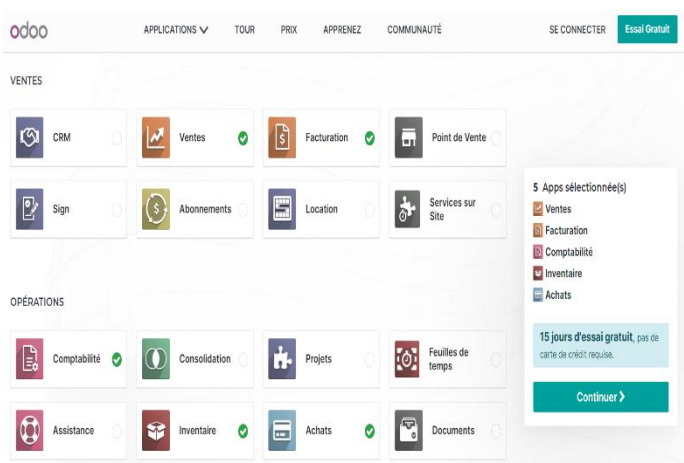 odoo APPLICATIONS TOUR PRIX APPRENEZ COMMUNAUTÉ SE CONNECTER Essai Gratuit
VENTES
CRM Ventes Facturation Point de Vente
Sign Abonnements Location Services sur Site
5 Apps sélectionnée(s)
Ventes
Facturation
Comptabilité
Inventaire
Achats
15 jours d'essai gratuit, pas de
carte de crédit requise.
Continuer
OPÉRATIONS
Comptabilité Consolidation Projets Feuilles de temps
Assistance Inventaire Achats Documents